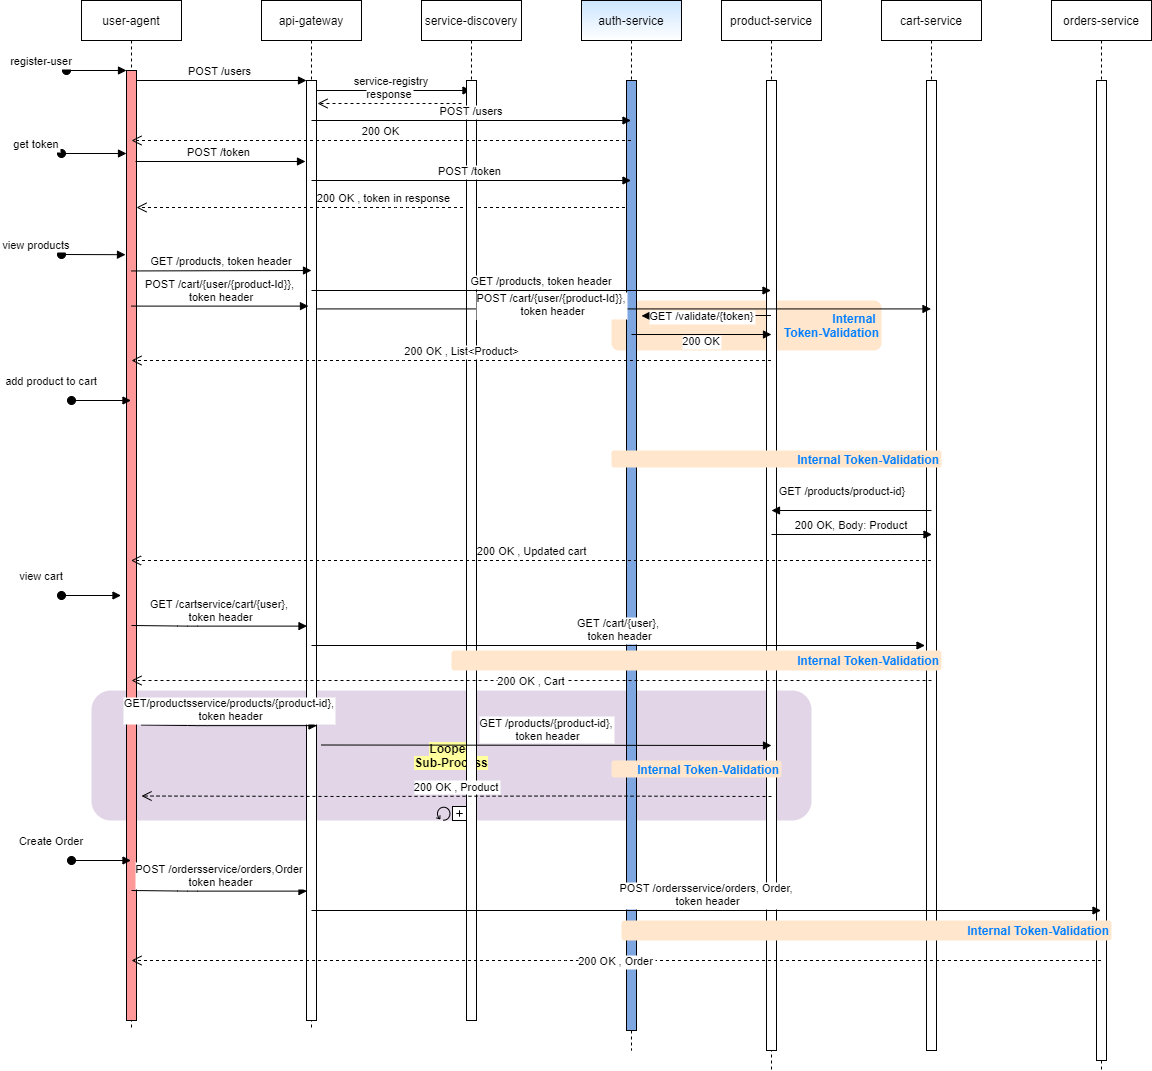 user-agent
api-gateway
service-discovery
auth-service
product-service
cart-service
orders-service
register-user
POST /users
service-registry
response
POST /users
200 OK
get token
POST /token
POST /token
200 OK , token in response
view products
GET /products, token header
GET /products, token header
POST /cart/{user/{product-Id}},
token header
POST /cart/{user/{product-Id}},
token header
GET /validate/{token}
Internal
Token-Validation
200 OK
200 OK , List<Product>
add product to cart
Internal Token-Validation
GET /products/product-id}
200 OK, Body: Product
200 OK , Updated cart
view cart
GET /cartservice/cart/{user},
token header
GET /cart/{user},
token header
Internal Token-Validation
200 OK , Cart
GET/productsservice/products/{product-id},
token header
GET /products/{product-id},
token header
Loope
Sub-Process
Internal Token-Validation
200 OK , Product
Create Order
POST /ordersservice/orders,Order
token header
POST /ordersservice/orders, Order,
token header
Internal Token-Validation
200 OK , Order